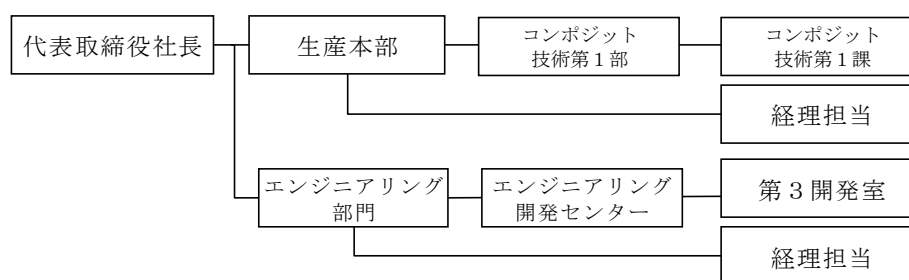 代表取締役社長
生産本部
コンポジット
技術第１部
コンポジット
技術第１課
経理担当
エンジニアリング
部門
エンジニアリング
開発センター
第３開発室
経理担当